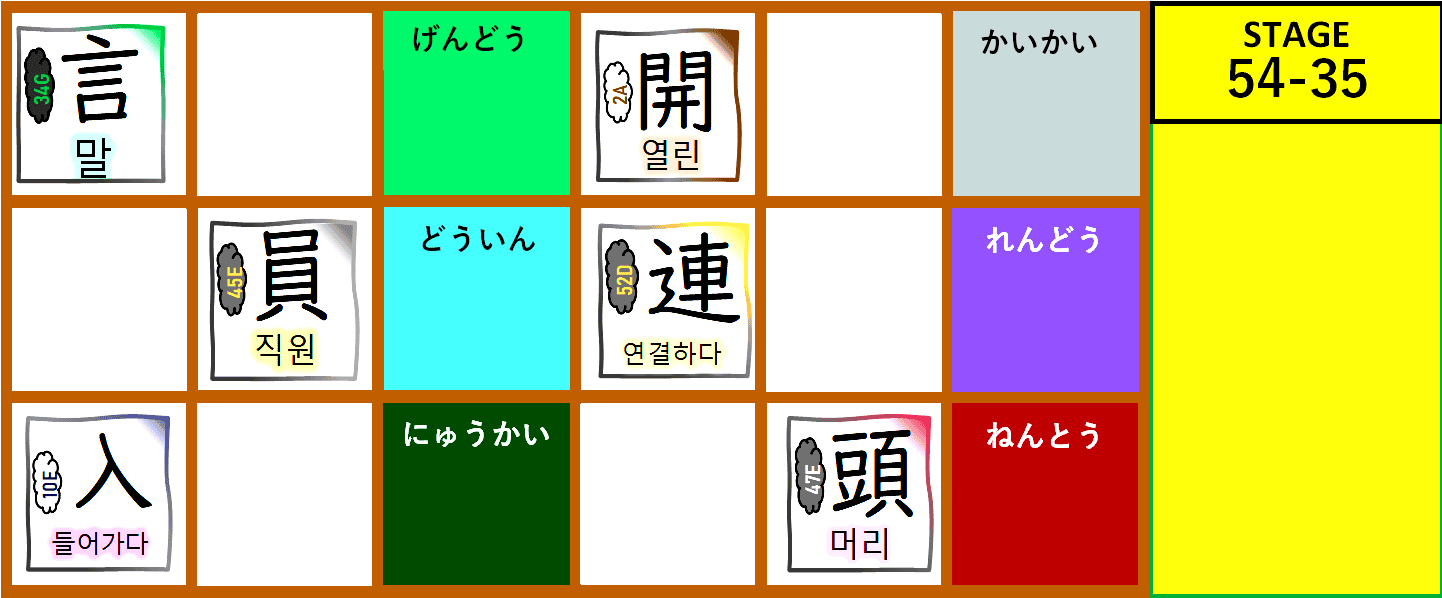 34G
言
말
げんどう
2A
開
열린
かいかい
STAGE
54-35
45E
員
직원
どういん
52D
連
연결하다
れんどう
10E
入
들어가다
にゅうかい
47E
頭
머리
ねんとう